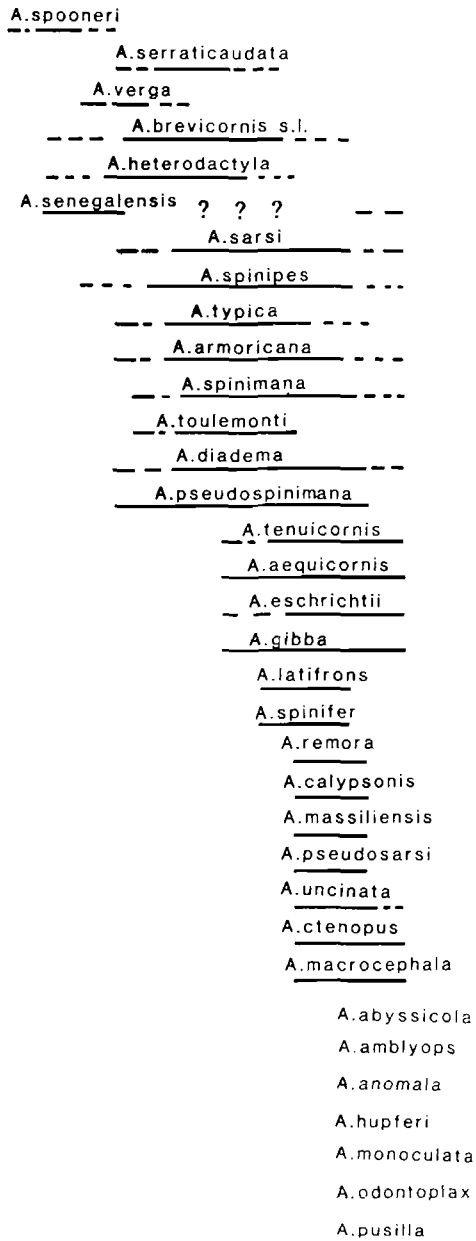 A.spooneri
A.serraticaudata
A.verga
A.brevicornis s.l.
A.heterodactyla
A.senegalensis ? ? ?
A.sarsi
A.spinipes
A.typica
A.armoricana
A.spinimana
A.toulemonti
A.diadema
A.pseudospinimana
A.tenuicornis
A.aequicornis
A.eschrichtii
A.gibba
A.latifrons
A.spinifer
A.remora
A.calypsonis
A.massiliensis
A.pseudosarsi
A.uncinata
A.ctenopus
A.macrocephala
A.abyssicola
A.amblyops
A.anomala
A.hupferi
A.monoculata
A.odontoplax
A.pusilla